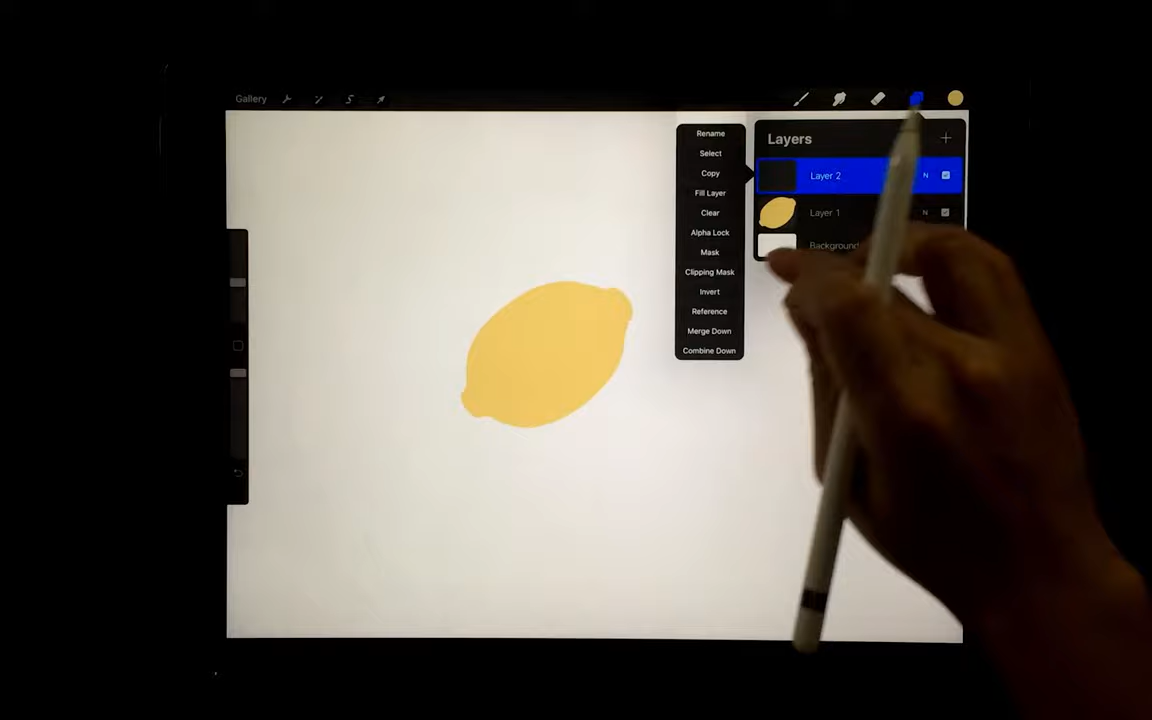 Gallery
Layers
Rename
Select
Copy
Fill Layer
Clear
Alpha Lock
Mask
Clipping Mask
Invert
Reference
Merge Down
Combine Down
Layer 2 N
Layer 1 N
Background